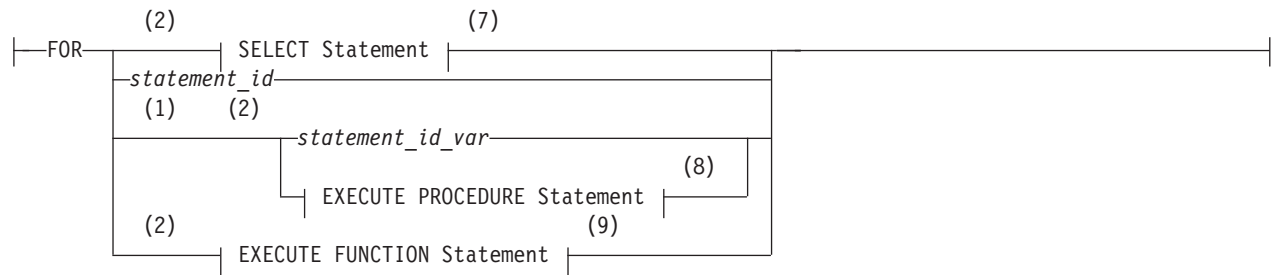 (2) (7)
FOR SELECT Statement
statement_id
(1) (2)
statement_id_var
(8)
EXECUTE PROCEDURE Statement
(2) (9)
EXECUTE FUNCTION Statement